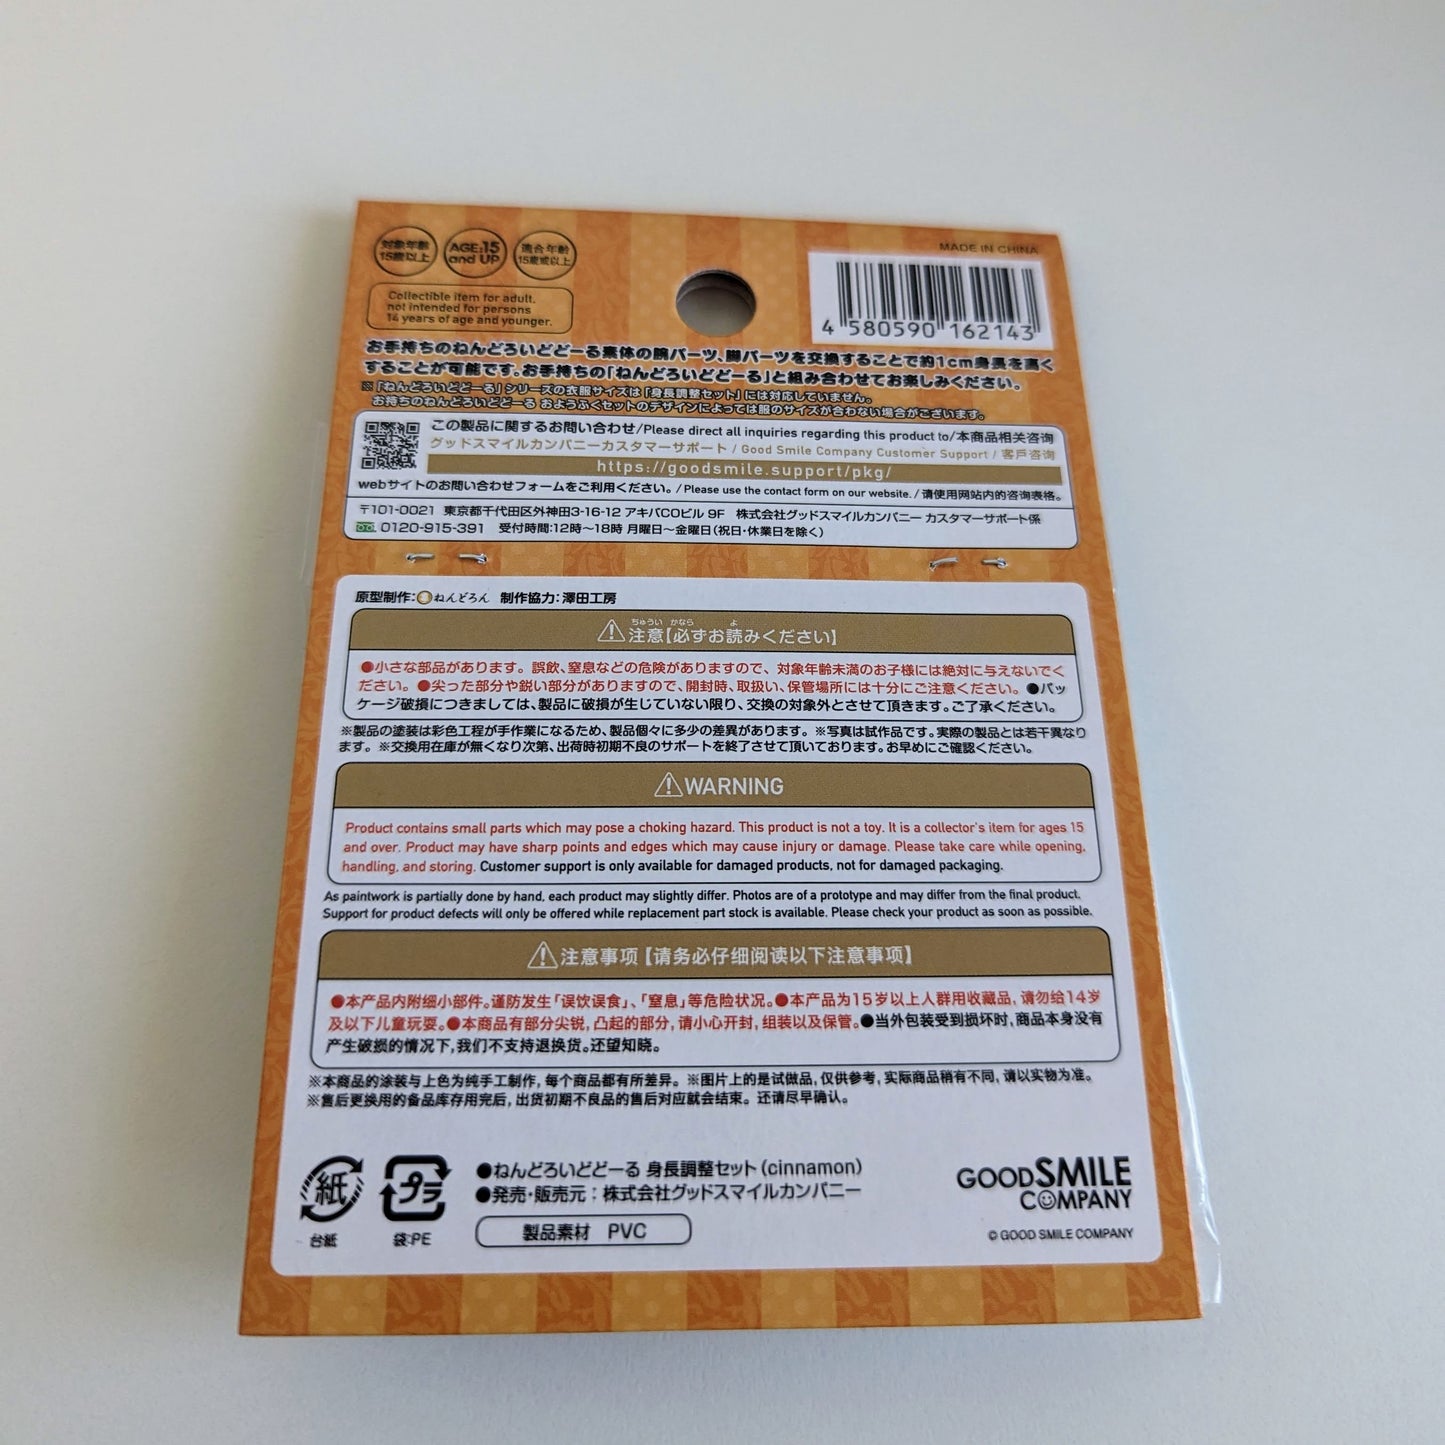 対象年齢
15歳以上
AGE:15
and UP
適合年齢
15歳或以上
MADE IN CHINA
Collectible item for adult.
not intended for persons
14 years of age and younger.
4 580590 162143
お手持ちのねんどろいどどーる素体の腕パーツ、脚パーツを交換することで約1cm身長を高く
することが可能です。お手持ちの「ねんどろいどどーる」と組み合わせてお楽しみください。
※「ねんどろいどどーる」シリーズの衣服サイズは「身長調整セット」には対応していません。
お持ちのねんどろいどどーる おようふくセットのデザインによっては服のサイズが合わない場合がございます。
この製品に関するお問い合わせ/Please direct all inquiries regarding this product to/本商品相关咨询
グッドスマイルカンパニーカスタマーサポート / Good Smile Company Customer Support / 客戸咨询
https://goodsmile.support/pkg/
webサイトのお問い合わせフォームをご利用ください。/Please use the contact form on our website./请使用网站内的咨询表格。
〒101-0021 東京都千代田区外神田3-16-12 アキバCOビル 9F 株式会社グッドスマイルカンパニー カスタマーサポート係
0120-915-391 受付時間:12時〜18時 月曜日〜金曜日(祝日・休業日を除く)
原型制作:ねんどろん 制作協力:澤田工房
ちゅうい かなら よ
⚠注意【必ずお読みください】
●小さな部品があります。誤飲、窒息などの危険がありますので、対象年齢未満のお子様には絶対に与えないでく
ださい。●尖った部分や鋭い部分がありますので、開封時、取扱い、保管場所には十分にご注意ください。●パッ
ケージ破損につきましては、製品に破損が生じていない限り、交換の対象外とさせて頂きます。ご了承ください。
※製品の塗装は彩色工程が手作業になるため、製品個々に多少の差異があります。※写真は試作品です。実際の製品とは若干異なり
ます。※交換用在庫が無くなり次第、出荷時初期不良のサポートを終了させて頂いております。お早めにご確認ください。
⚠WARNING
Product contains small parts which may pose a choking hazard. This product is not a toy. It is a collector's item for ages 15
and over. Product may have sharp points and edges which may cause injury or damage. Please take care while opening,
handling, and storing. Customer support is only available for damaged products, not for damaged packaging.
As paintwork is partially done by hand, each product may slightly differ. Photos are of a prototype and may differ from the final product.
Support for product defects will only be offered while replacement part stock is available. Please check your product as soon as possible.
⚠注意事项【请务必仔细阅读以下注意事项】
●本产品内附细小部件。谨防发生「误饮误食」、「窒息」等危险状况。●本产品为15岁以上人群用收藏品，请勿给14岁
及以下儿童玩耍。●本商品有部分尖锐，凸起的部分，请小心开封，组装以及保管。●当外包装受到损坏时，商品本身没有
产生破损的情况下，我们不支持退换货。还望知晓。
※本商品的涂装与上色为纯手工制作，每个商品都有所差异。※图片上的是试做品，仅供参考，实际商品稍有不同，请以实物为准。
※售后更换用的备品库存用完后，出货初期不良品的售后对应就会结束。还请尽早确认。
紙
台紙
プラ
袋:PE
●ねんどろいどどーる 身長調整セット(cinnamon)
●発売・販売元：株式会社グッドスマイルカンパニー
製品素材 PVC
GOODSMILE
COMPANY
© GOOD SMILE COMPANY